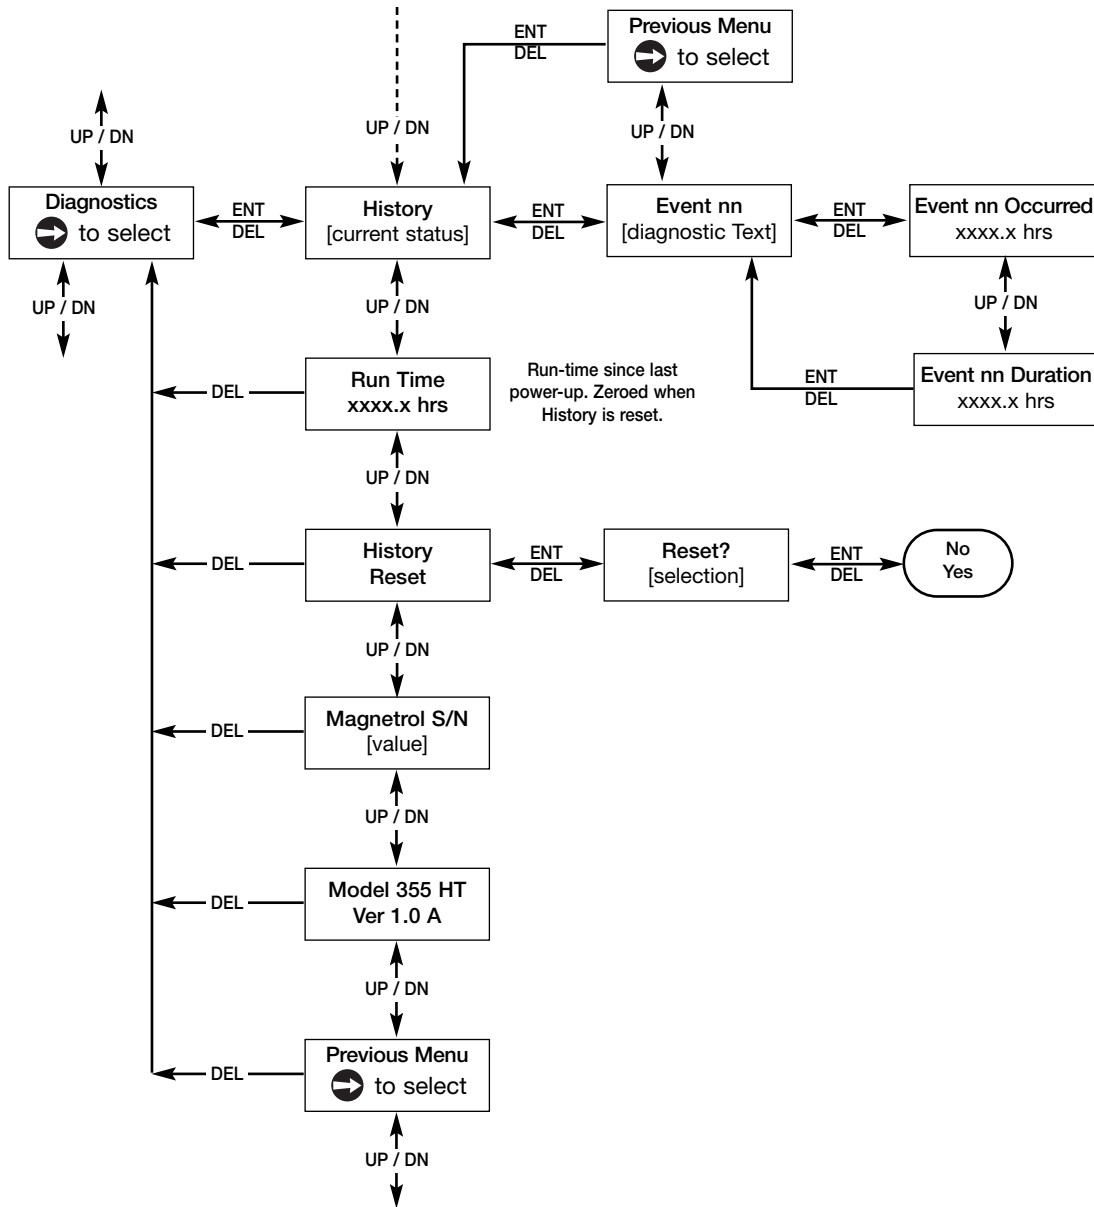 ENT
DEL
Previous Menu
to select
UP / DN
UP / DN
UP / DN
Diagnostics
to select
ENT
DEL
History
[current status]
ENT
DEL
Event nn
[diagnostic Text]
ENT
DEL
Event nn Occurred
xxxx.x hrs
UP / DN
UP / DN
UP / DN
DEL
Run Time
xxxx.x hrs
Run-time since last
power-up. Zeroed when
History is reset.
ENT
DEL
Event nn Duration
xxxx.x hrs
UP / DN
DEL
History
Reset
ENT
DEL
Reset?
[selection]
ENT
DEL
No
Yes
UP / DN
DEL
Magnetrol S/N
[value]
UP / DN
DEL
Model 355 HT
Ver 1.0 A
UP / DN
DEL
Previous Menu
to select
UP / DN